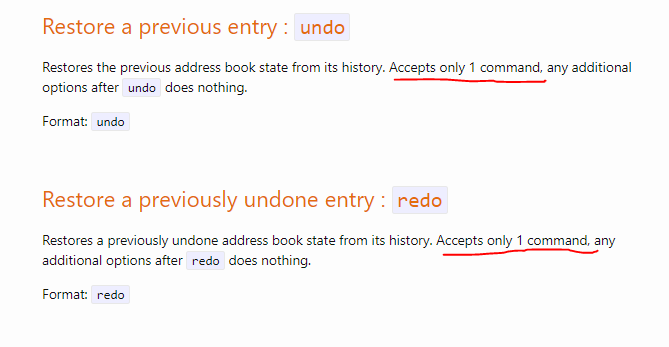 Restore a previous entry : undo
Restores the previous address book state from its history. Accepts only 1 command, any additional
options after undo does nothing.
Format: undo
Restore a previously undone entry : redo
Restores a previously undone address book state from its history. Accepts only 1 command, any
additional options after redo does nothing.
Format: redo